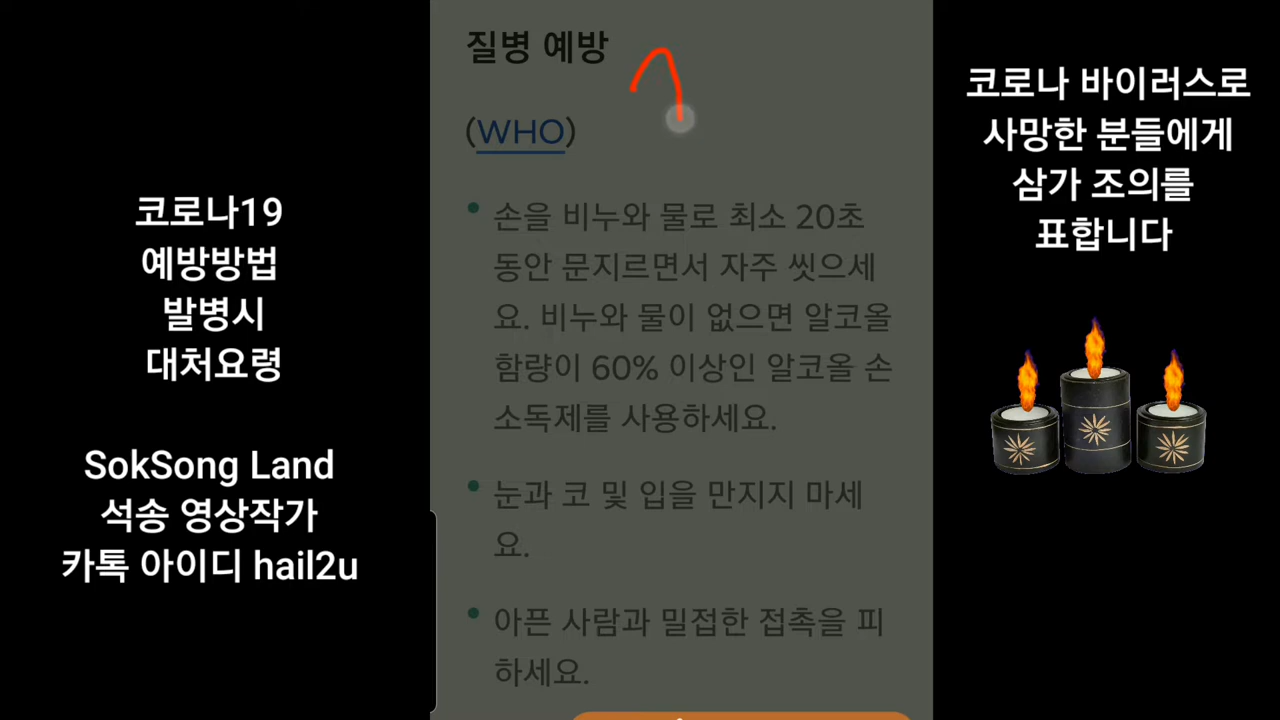 코로나19
예방방법
발병시
대처요령
SokSong Land
석송 영상작가
카톡 아이디 hail2u
질병 예방
(WHO)
손을 비누와 물로 최소 20초
동안 문지르면서 자주 씻으세
요. 비누와 물이 없으면 알코올
함량이 60% 이상인 알코올 손
소독제를 사용하세요.
눈과 코 및 입을 만지지 마세
요.
아픈 사람과 밀접한 접촉을 피
하세요.
코로나 바이러스로
사망한 분들에게
삼가 조의를
표합니다